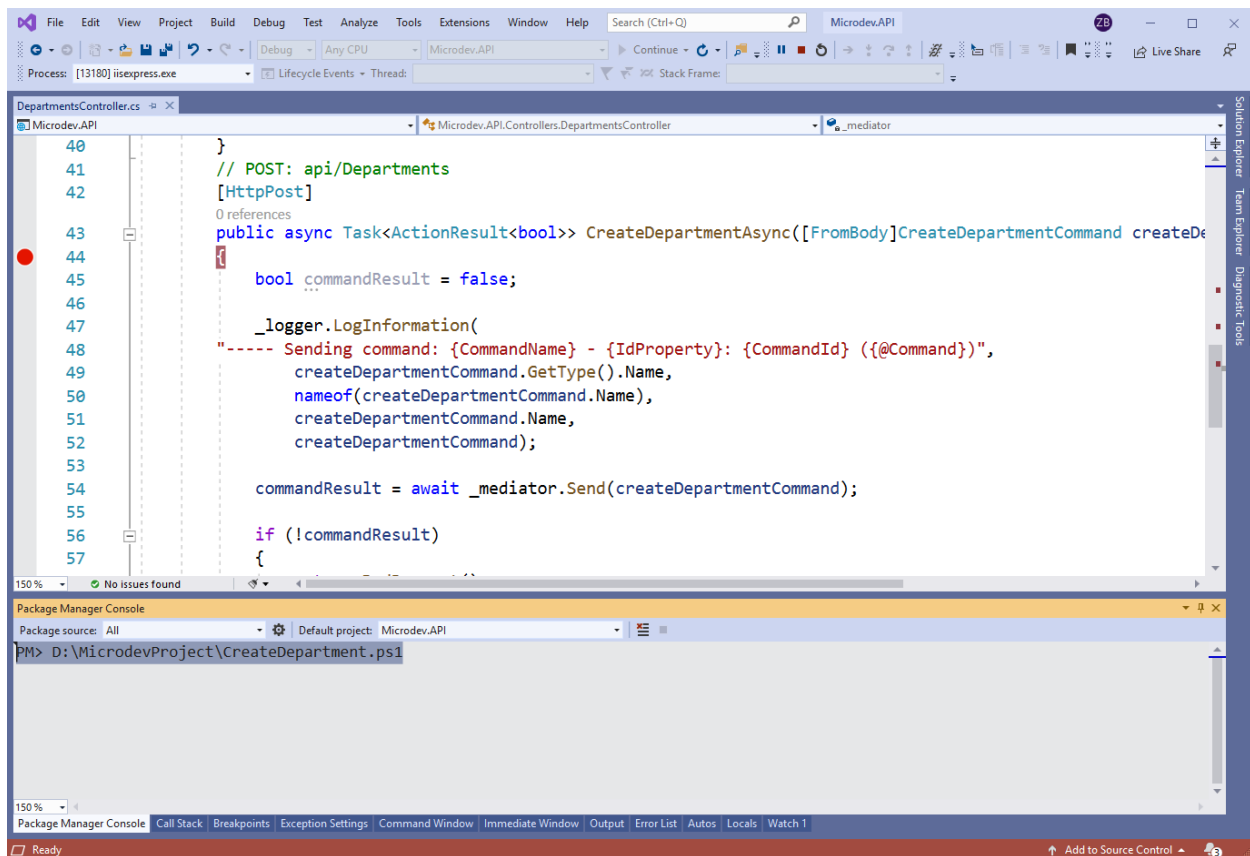 File Edit View Project Build Debug Test Analyze Tools Extensions Window Help Search (Ctrl+Q) Microdev.API ZB
Debug Any CPU Microdev.API Continue Live Share
Process: [13180] iisexpress.exe Lifecycle Events Thread: Stack Frame:
DepartmentsController.cs
Microdev.API Microdev.API.Controllers.DepartmentsController _mediator
40 }
41 // POST: api/Departments
42 [HttpPost]
0 references
43 public async Task<ActionResult<bool>> CreateDepartmentAsync([FromBody]CreateDepartmentCommand createDe
44 {
45 bool commandResult = false;
46
47 _logger.LogInformation(
48 "----- Sending command: {CommandName} - {IdProperty}: {CommandId} ({@Command})",
49 createDepartmentCommand.GetType().Name,
50 nameof(createDepartmentCommand.Name),
51 createDepartmentCommand.Name,
52 createDepartmentCommand);
53
54 commandResult = await _mediator.Send(createDepartmentCommand);
55
56 if (!commandResult)
57 {
150 % No issues found
Solution Explorer
Team Explorer
Diagnostic Tools
Package Manager Console
Package source: All Default project: Microdev.API
PM> D:\MicrodevProject\CreateDepartment.ps1
150 %
Package Manager Console Call Stack Breakpoints Exception Settings Command Window Immediate Window Output Error List Autos Locals Watch 1
Ready Add to Source Control 3